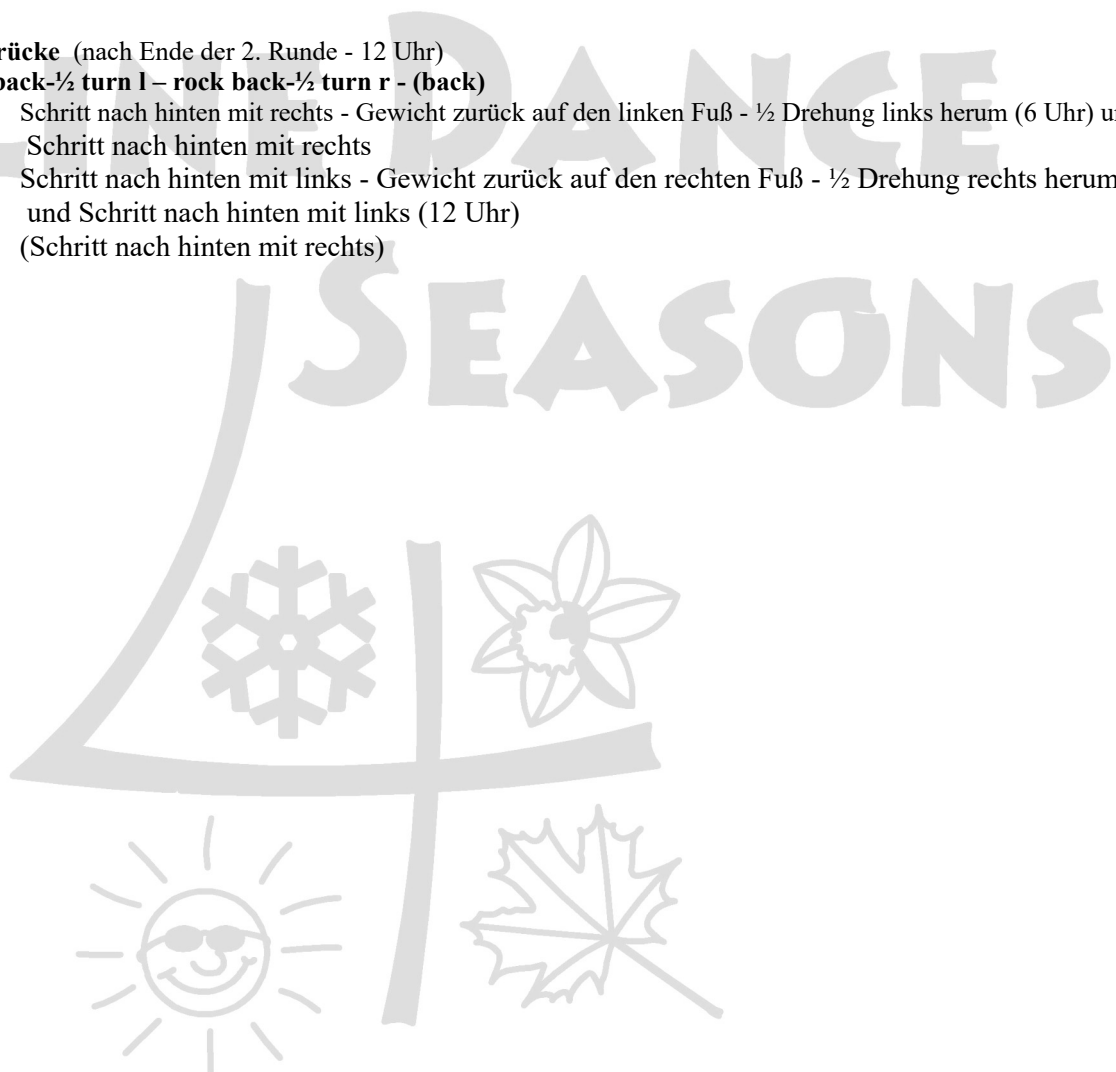 rücke (nach Ende der 2. Runde - 12 Uhr)
back-½ turn l – rock back-½ turn r - (back)
Schritt nach hinten mit rechts - Gewicht zurück auf den linken Fuß - ½ Drehung links herum (6 Uhr) u
Schritt nach hinten mit rechts
Schritt nach hinten mit links - Gewicht zurück auf den rechten Fuß - ½ Drehung rechts herum
und Schritt nach hinten mit links (12 Uhr)
(Schritt nach hinten mit rechts)
LINE DANCE
SEASONS